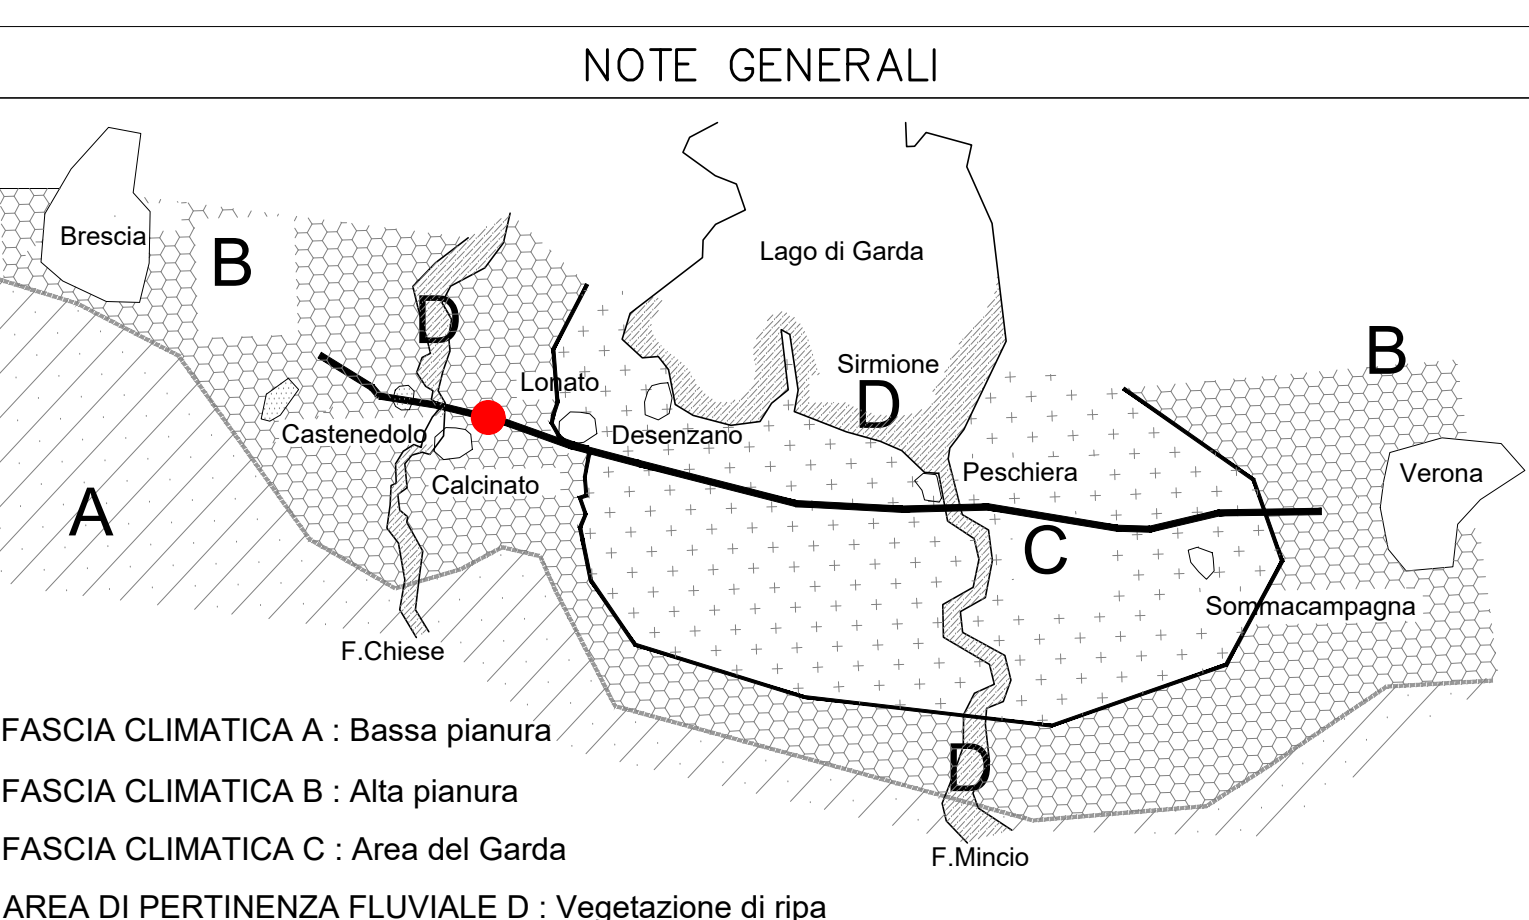 NOTE GENERALI
Brescia
B
Lago di Garda
D
B
Sirmione
Lonato
D
Castenedolo
Desenzano
Peschiera
Verona
Calcinato
A
C
Sommacampagna
F.Chiese
FASCIA CLIMATICA A : Bassa pianura
D
FASCIA CLIMATICA B : Alta pianura
FASCIA CLIMATICA C : Area del Garda
F.Mincio
AREA DI PERTINENZA FLUVIALE D : Vegetazione di ripa